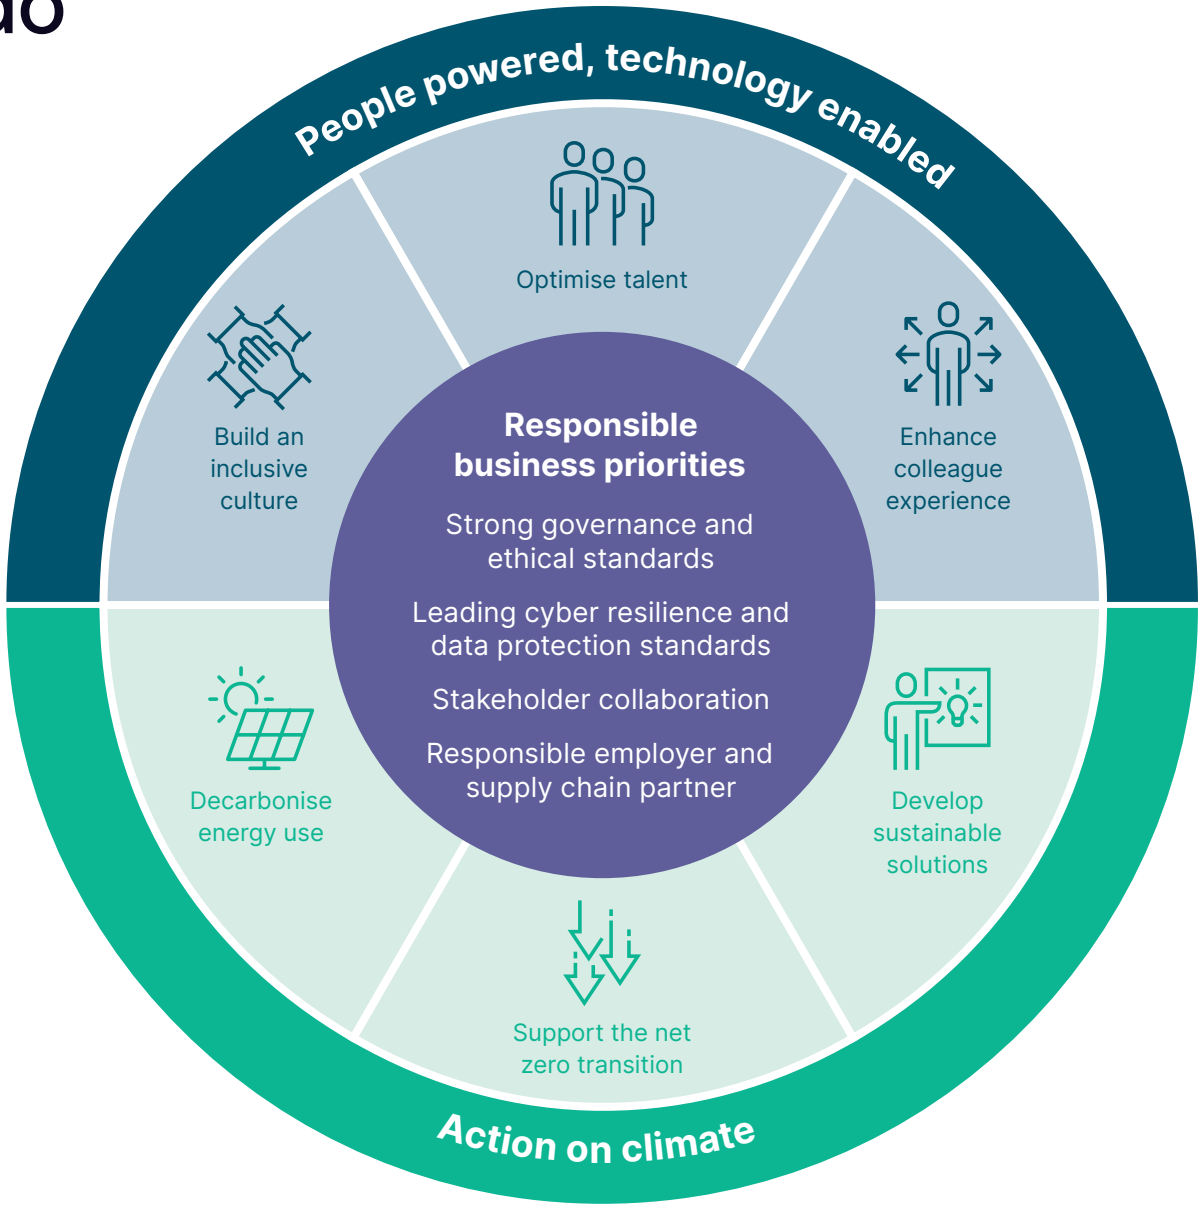 People powered, technology enabled
Optimise talent
Build an
inclusive
culture
Enhance
colleague
experience
Responsible
business priorities
Strong governance and
ethical standards
Leading cyber resilience and
data protection standards
Stakeholder collaboration
Responsible employer and
supply chain partner
Decarbonise
energy use
Develop
sustainable
solutions
Support the net
zero transition
Action on climate